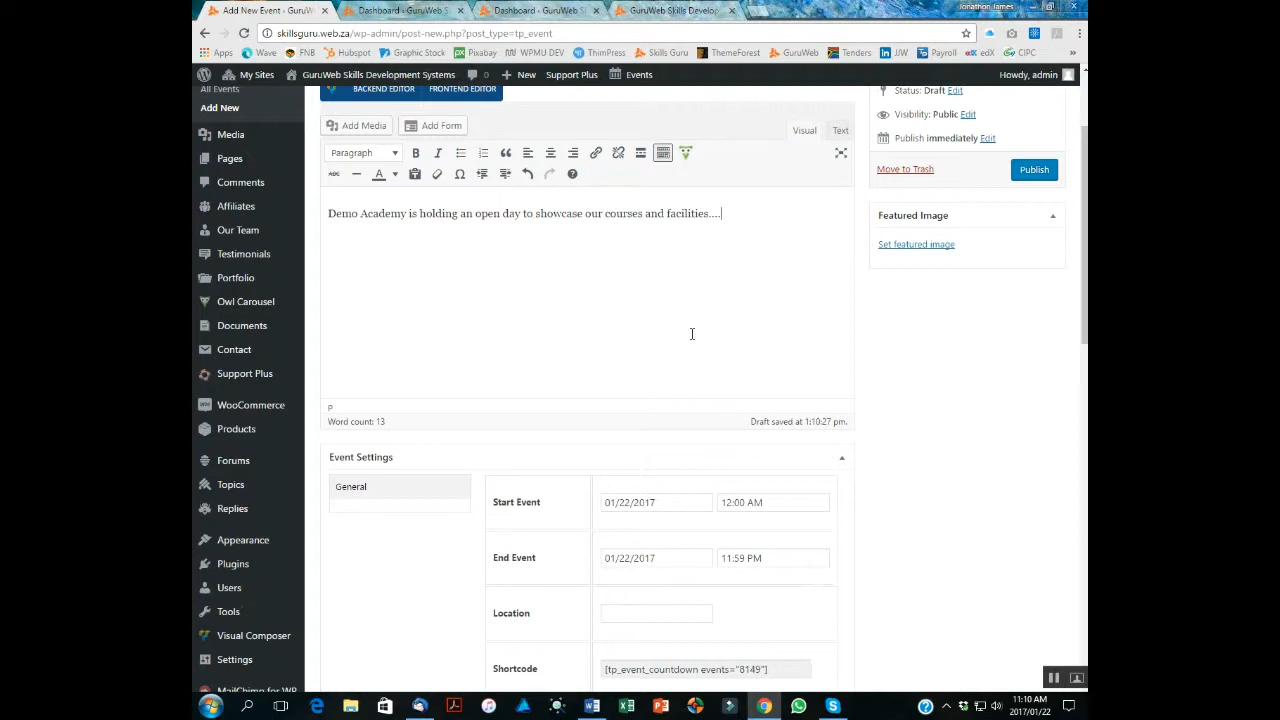 Jonathon James
Add New Event ‹ GuruW
Dashboard ‹ GuruWeb S
Dashboard ‹ GuruWeb S
GuruWeb Skills Develop
skillsguru.web.za/wp-admin/post-new.php?post_type=tp_event
Apps Wave FNB Hubspot Graphic Stock Pixabay WPMU DEV ThimPress Skills Guru ThemeForest GuruWeb Tenders JJW Payroll edX CIPC
My Sites GuruWeb Skills Development Systems 0 New Support Plus Events Howdy, admin
All Events
Add New
Media
Pages
Comments
Affiliates
Our Team
Testimonials
Portfolio
Owl Carousel
Documents
Contact
Support Plus
WooCommerce
Products
Forums
Topics
Replies
Appearance
Plugins
Users
Tools
Visual Composer
Settings
MailChimp for WP
BACKEND EDITOR FRONTEND EDITOR
Add Media Add Form
Visual Text
Paragraph
Demo Academy is holding an open day to showcase our courses and facilities....
p
Word count: 13 Draft saved at 1:10:27 pm.
Event Settings
General
Start Event 01/22/2017 12:00 AM
End Event 01/22/2017 11:59 PM
Location
Shortcode [tp_event_countdown events="8149"]
Status: Draft Edit
Visibility: Public Edit
Publish immediately Edit
Move to Trash Publish
Featured Image
Set featured image
11:10 AM
2017/01/22